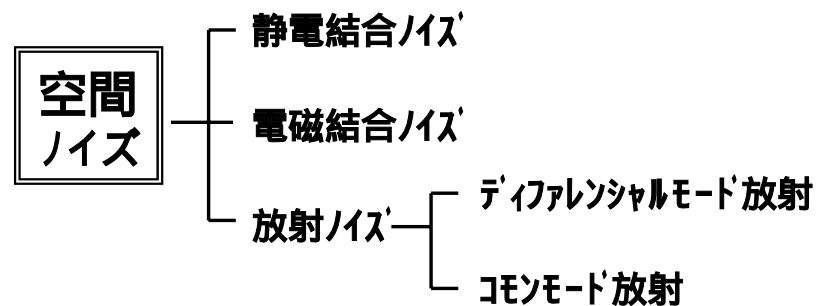 空間
ノイズ
静電結合ノイズ
電磁結合ノイズ
放射ノイズ
ディファレンシャルモード放射
コモンモード放射